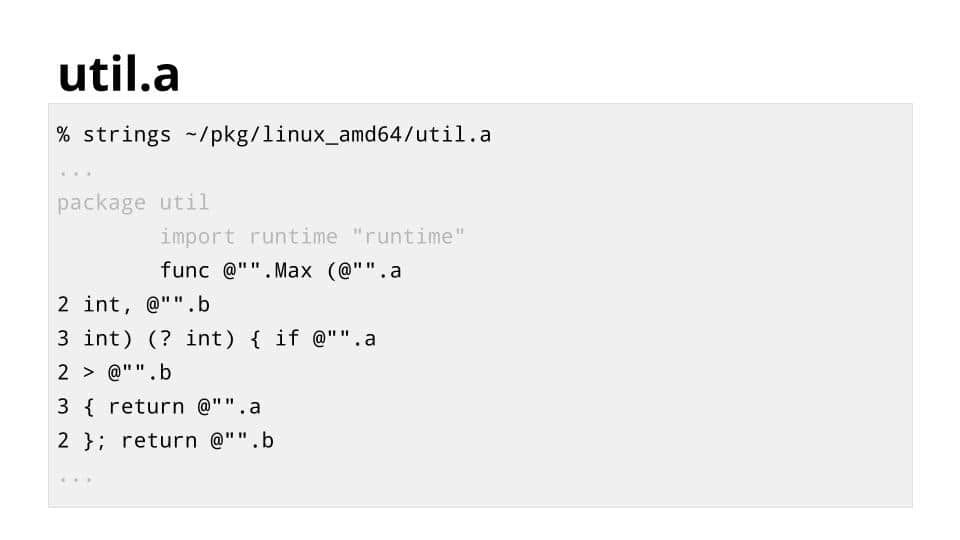 util.a
% strings ~/pkg/linux_amd64/util.a
...
package util
        import runtime "runtime"
        func @"".Max (@"".a
2 int, @"".b
3 int) (? int) { if @"".a
2 > @"".b
3 { return @"".a
2 }; return @"".b
...